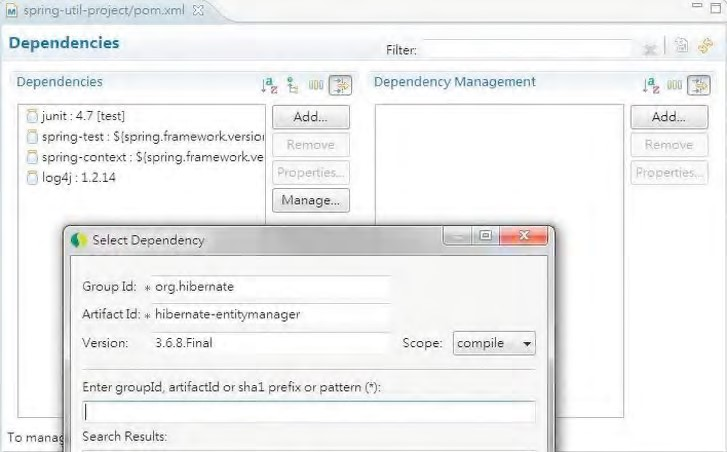 spring-util-project/pom.xml
Dependencies
Filter:
Dependencies
Dependency Management
junit : 4.7 [test]
spring-test : ${spring.framework.version
spring-context : ${spring.framework.ve
log4j : 1.2.14
Add...
Remove
Properties...
Manage...
Add...
Remove
Properties...
Select Dependency
Group Id: * org.hibernate
Artifact Id: * hibernate-entitymanager
Version: 3.6.8.Final Scope: compile
Enter groupId, artifactId or sha1 prefix or pattern (*):
Search Results:
To manag